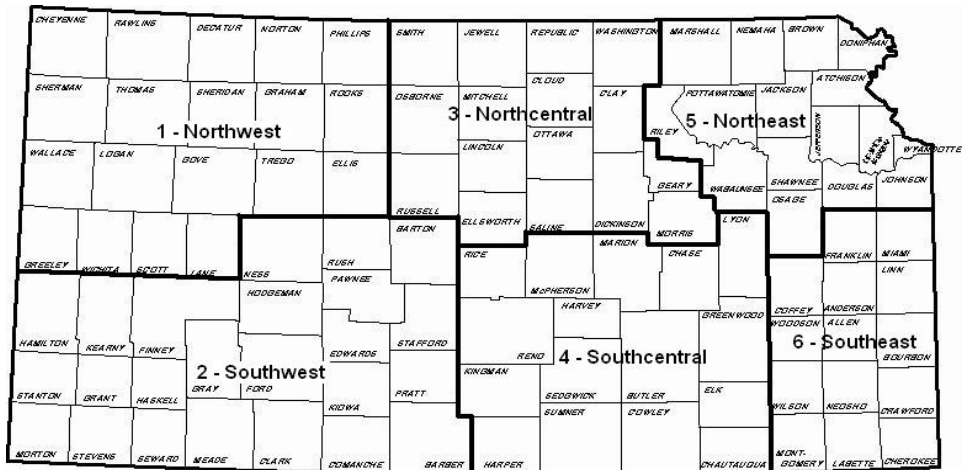 CHEYENNE RAWLINS DECATUR NORTON PHILLIPS SMITH JEWELL REPUBLIC WASHINGTON MARSHALL NEMAHA BROWN DONIPHAN
ATCHISON
CLOUD
SHERMAN THOMAS SHERIDAN GRAHAM ROOKS OSBORNE MITCHELL CLAY POTTAWATOMIE JACKSON
1 - Northwest 3 - Northcentral 5 - Northeast
OTTAWA RILEY JEFFERSON WYANDOTTE
LINCOLN
WALLACE LOGAN GOVE TREGO ELLIS
GEARY WABAUNSEE SHAWNEE DOUGLAS JOHNSON
OSAGE
RUSSELL ELLSWORTH SALINE DICKINSON MORRIS LYON
BARTON
GREELEY WICHITA SCOTT LANE NESS RUSH RICE MARION CHASE FRANKLIN MIAMI
PAWNEE LINN
HODGEMAN McPHERSON
HARVEY GREENWOOD COFFEY ANDERSON
WOODSON ALLEN
HAMILTON KEARNY FINNEY EDWARDS STAFFORD RENO BOURBON
2 - Southwest 4 - Southcentral 6 - Southeast
KINGMAN
GRAY FORD
STANTON GRANT HASKELL KIOWA PRATT SEDGWICK BUTLER ELK WILSON NEOSHO CRAWFORD
SUMNER COWLEY
MORTON STEVENS SEWARD MEADE CLARK COMANCHE BARBER HARPER CHAUTAUQUA MONT-
GOMERY LABETTE CHEROKEE